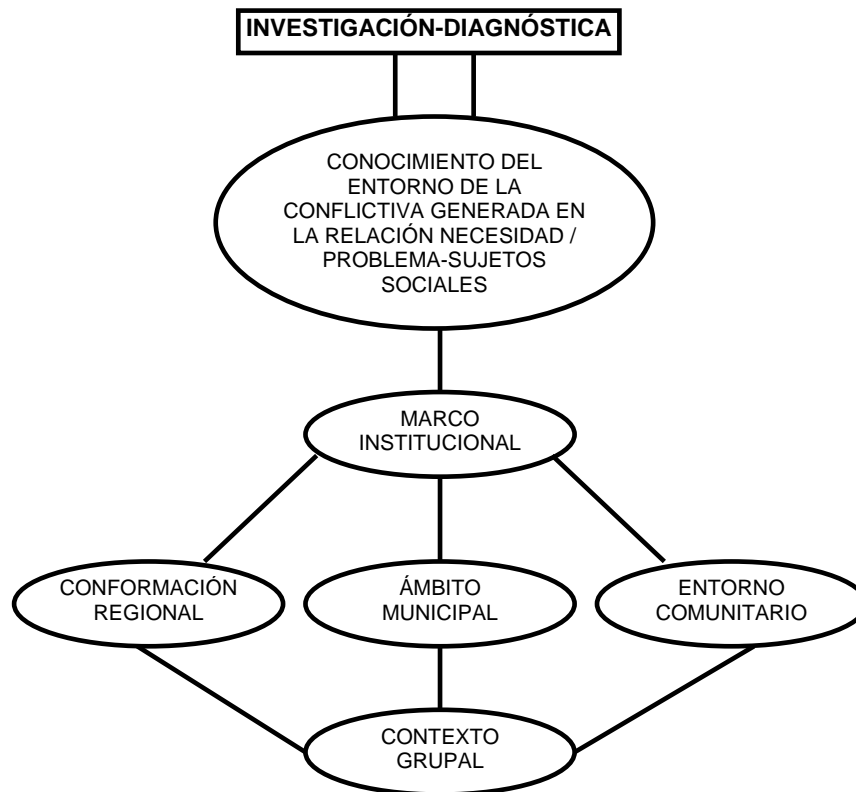 INVESTIGACIÓN-DIAGNÓSTICA
CONOCIMIENTO DEL
ENTORNO DE LA
CONFLICTIVA GENERADA EN
LA RELACIÓN NECESIDAD /
PROBLEMA-SUJETOS
SOCIALES
MARCO
INSTITUCIONAL
CONFORMACIÓN
REGIONAL
ÁMBITO
MUNICIPAL
ENTORNO
COMUNITARIO
CONTEXTO
GRUPAL